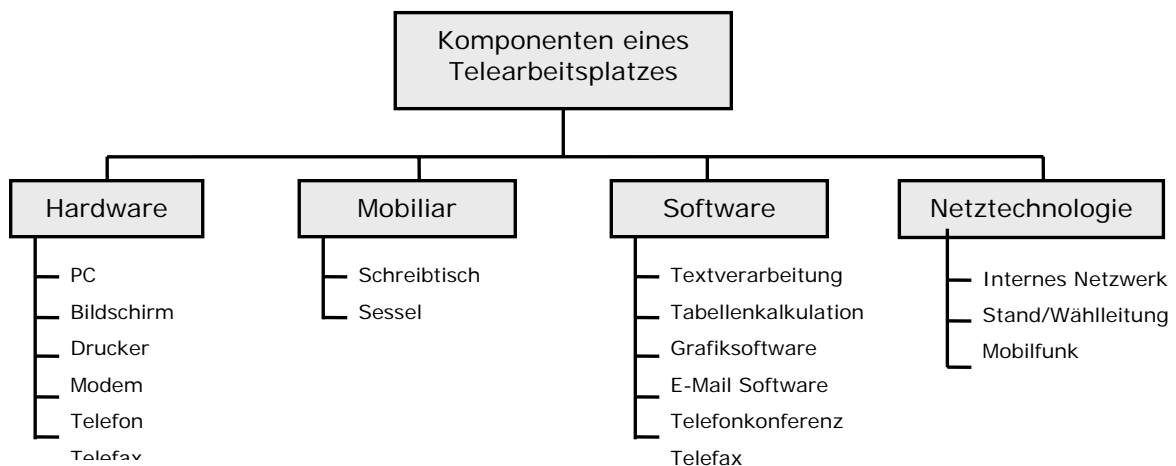 Komponenten eines
Telearbeitsplatzes
Hardware
PC
Bildschirm
Drucker
Modem
Telefon
Telefax
Mobiliar
Schreibtisch
Sessel
Software
Textverarbeitung
Tabellenkalkulation
Grafiksoftware
E-Mail Software
Telefonkonferenz
Telefax
Netztechnologie
Internes Netzwerk
Stand/Wählleitung
Mobilfunk